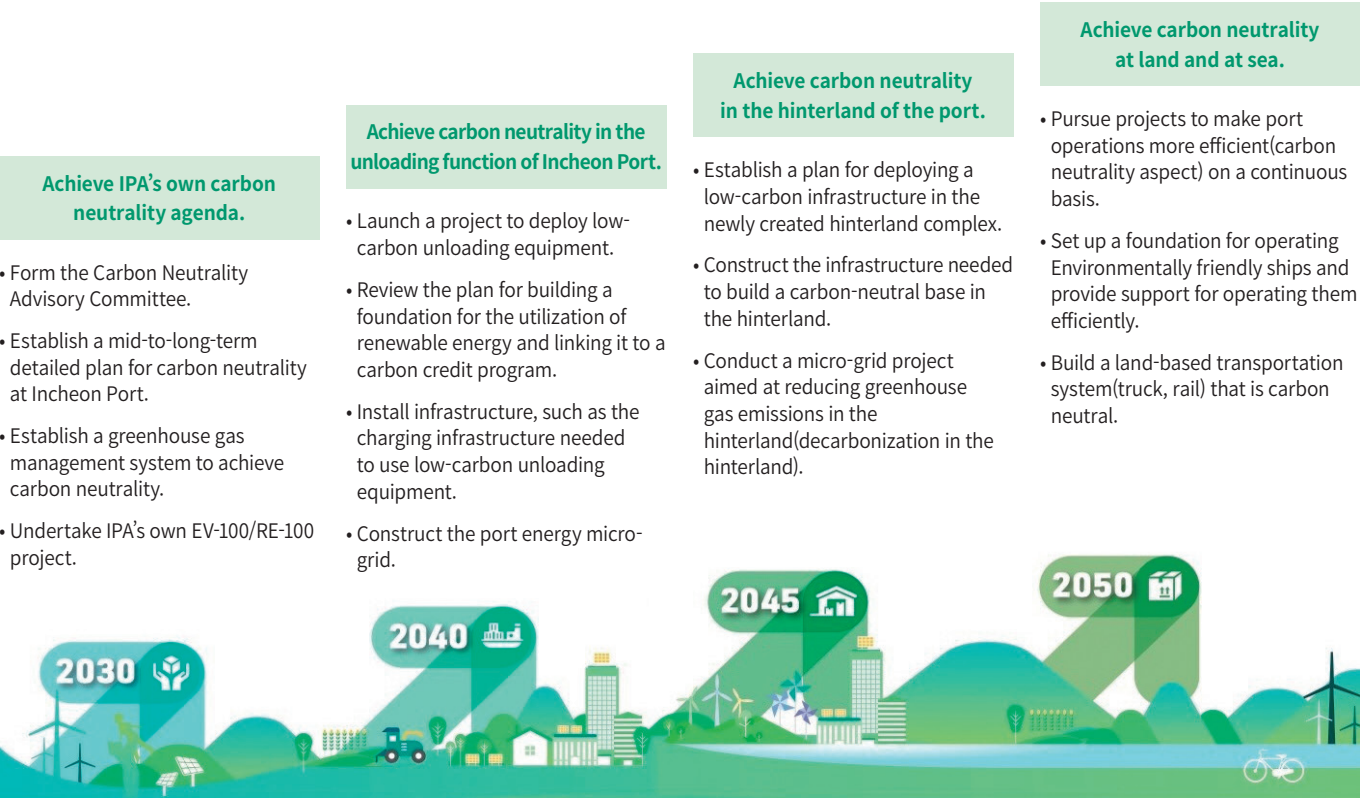 Achieve IPA's own carbon
neutrality agenda.
• Form the Carbon Neutrality
Advisory Committee.
• Establish a mid-to-long-term
detailed plan for carbon neutrality
at Incheon Port.
• Establish a greenhouse gas
management system to achieve
carbon neutrality.
• Undertake IPA's own EV-100/RE-100
project.
2030
Achieve carbon neutrality in the
unloading function of Incheon Port.
• Launch a project to deploy low-
carbon unloading equipment.
• Review the plan for building a
foundation for the utilization of
renewable energy and linking it to a
carbon credit program.
• Install infrastructure, such as the
charging infrastructure needed
to use low-carbon unloading
equipment.
• Construct the port energy micro-
grid.
2040
Achieve carbon neutrality
in the hinterland of the port.
• Establish a plan for deploying a
low-carbon infrastructure in the
newly created hinterland complex.
• Construct the infrastructure needed
to build a carbon-neutral base in
the hinterland.
• Conduct a micro-grid project
aimed at reducing greenhouse
gas emissions in the
hinterland(decarbonization in the
hinterland).
2045
Achieve carbon neutrality
at land and at sea.
• Pursue projects to make port
operations more efficient(carbon
neutrality aspect) on a continuous
basis.
• Set up a foundation for operating
Environmentally friendly ships and
provide support for operating them
efficiently.
• Build a land-based transportation
system(truck, rail) that is carbon
neutral.
2050